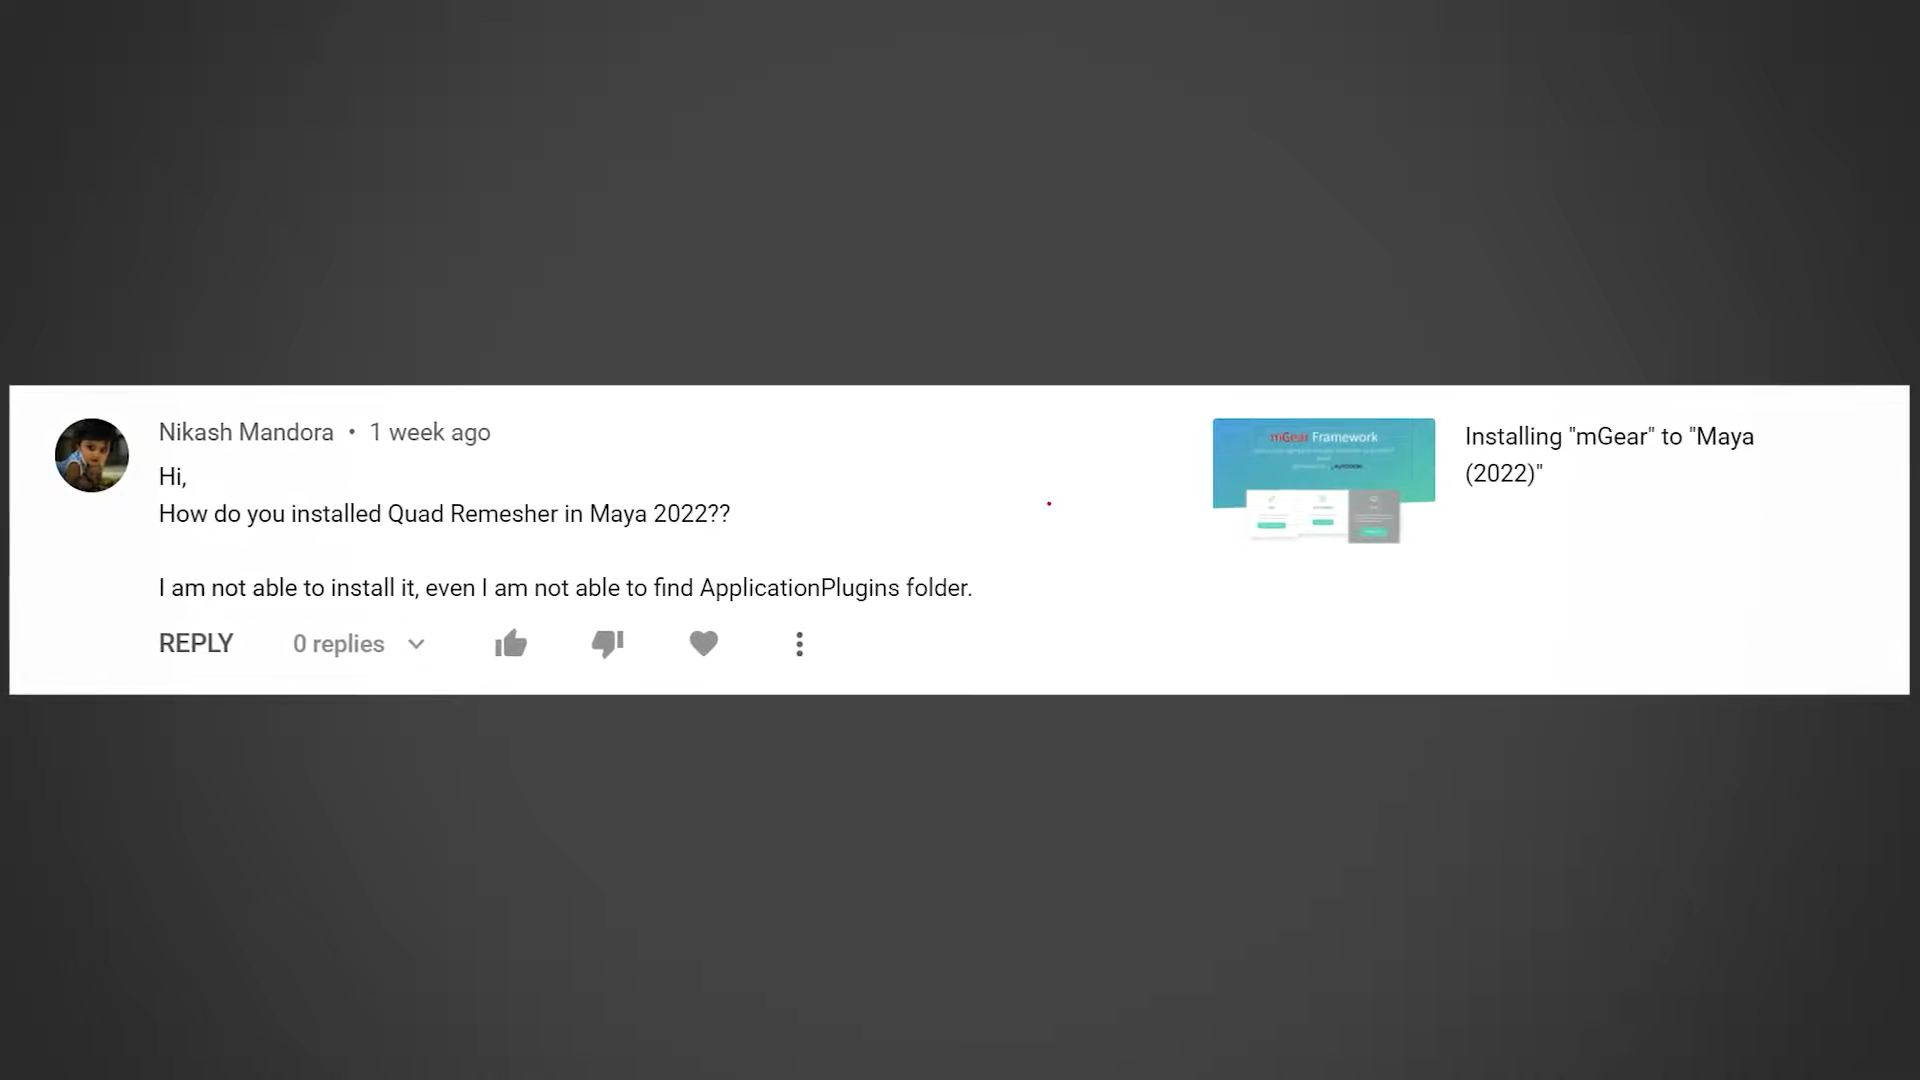 Nikash Mandora • 1 week ago
Hi,
How do you installed Quad Remesher in Maya 2022??
I am not able to install it, even I am not able to find ApplicationPlugins folder.
REPLY 0 replies
mGear Framework
Installing "mGear" to "Maya
(2022)"